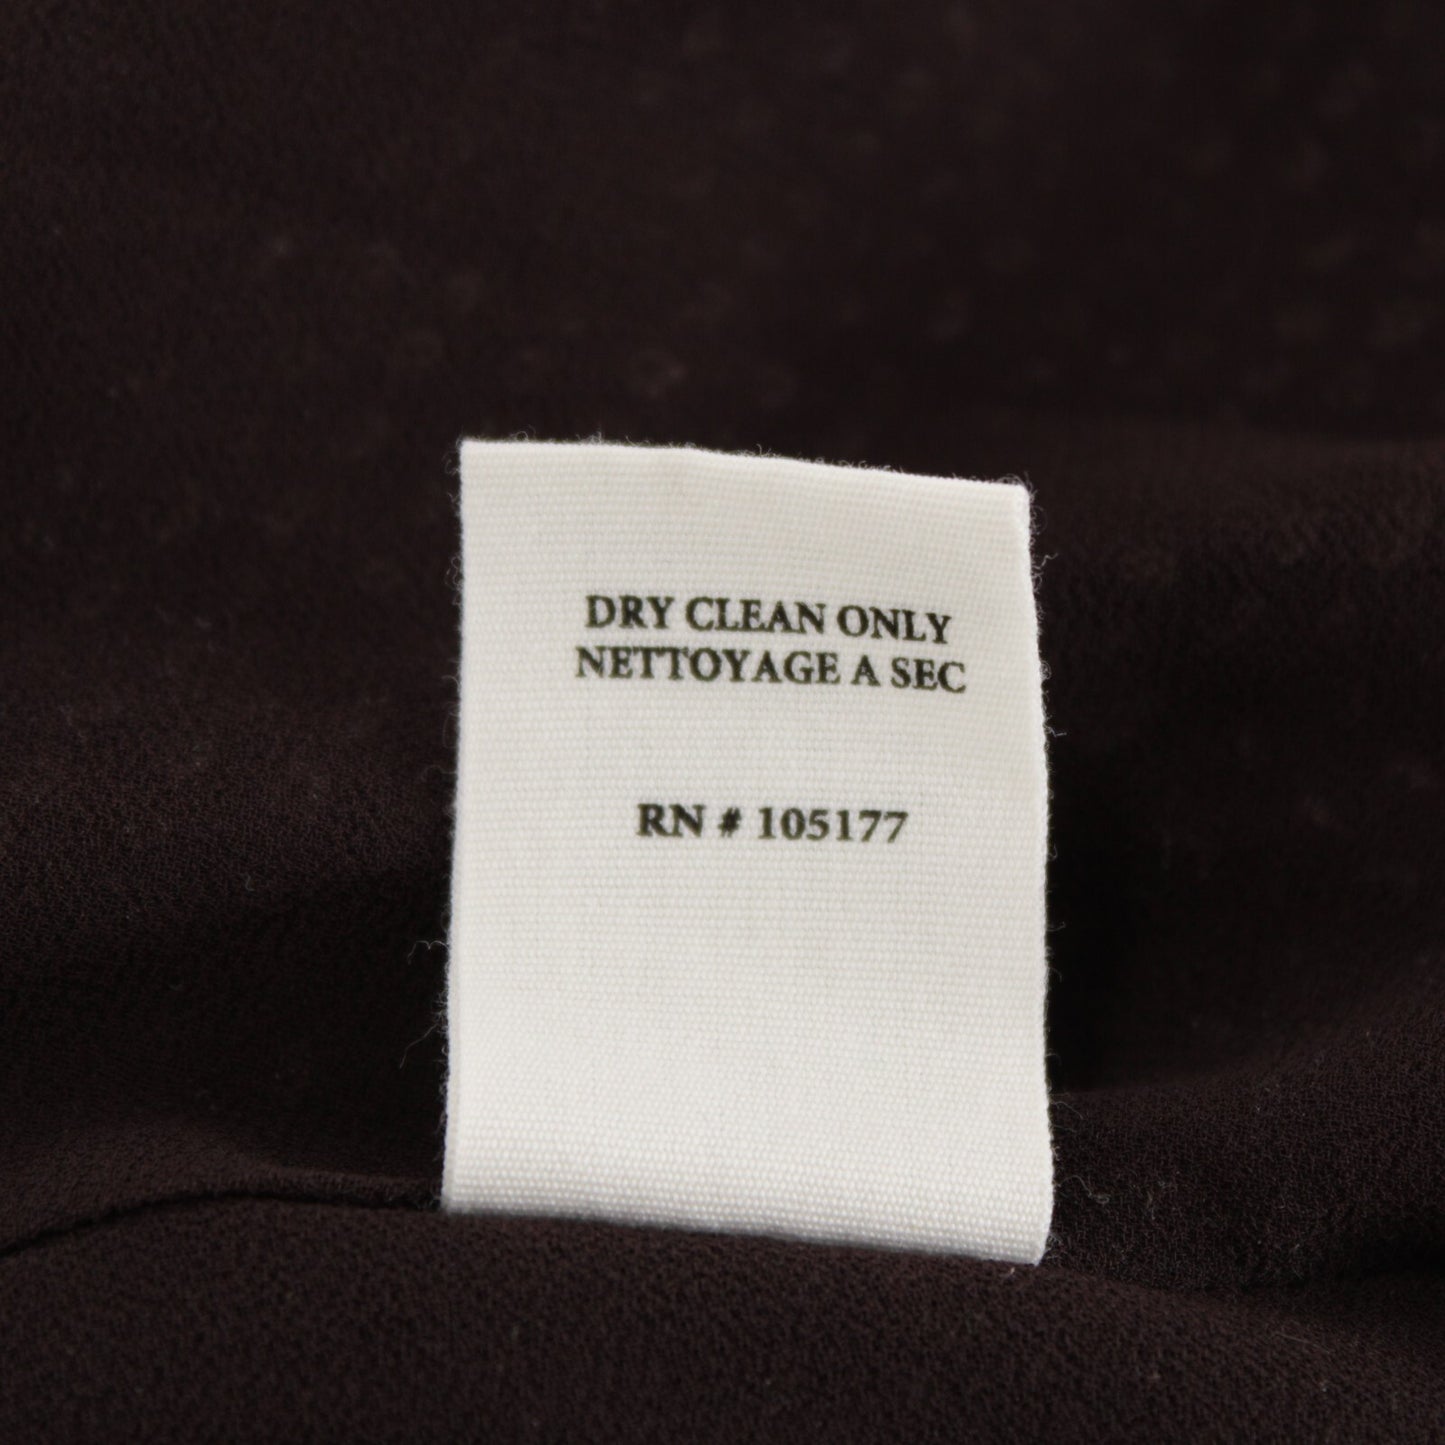 DRY CLEAN ONLY
NETTOYAGE A SEC
RN # 105177